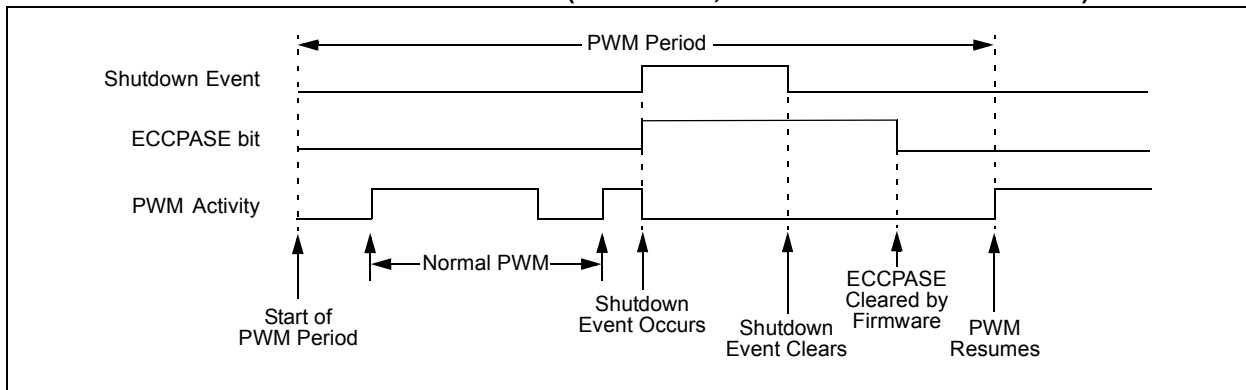 PWM Period
Shutdown Event
ECCPASE bit
PWM Activity
Normal PWM
Start of
PWM Period
Shutdown
Event Occurs
Shutdown
Event Clears
ECCPASE
Cleared by
Firmware
PWM
Resumes